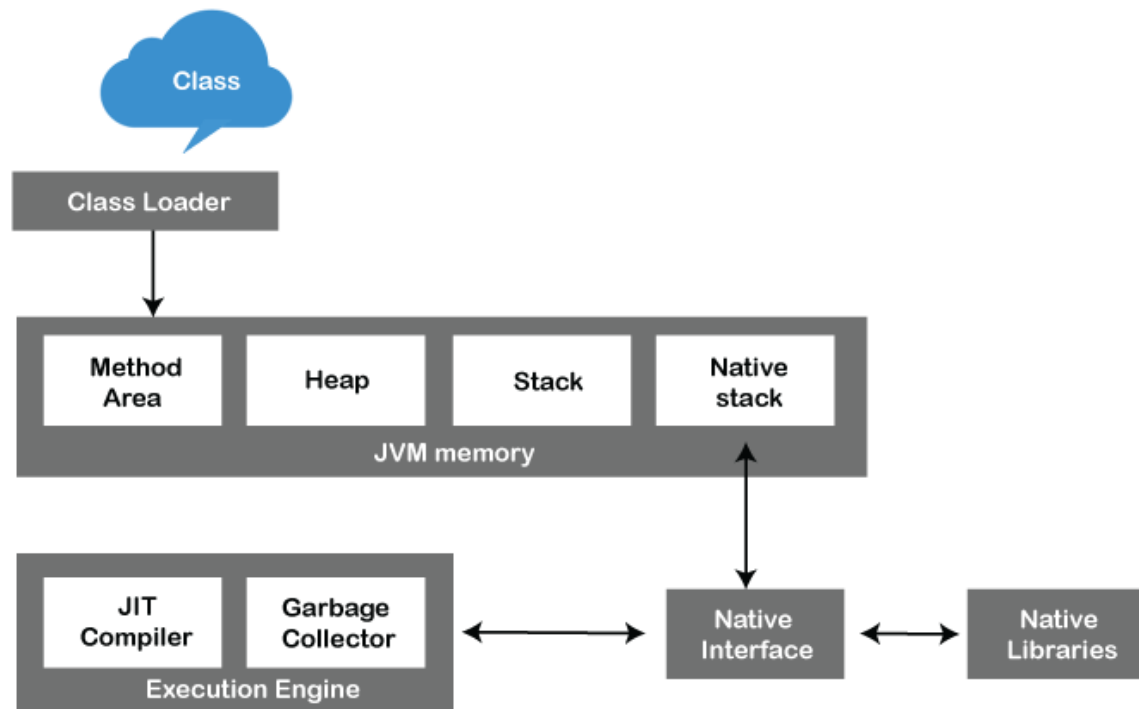 Class
Class Loader
Method
Area
Heap
Stack
Native
stack
JVM memory
JIT
Compiler
Garbage
Collector
Execution Engine
Native
Interface
Native
Libraries